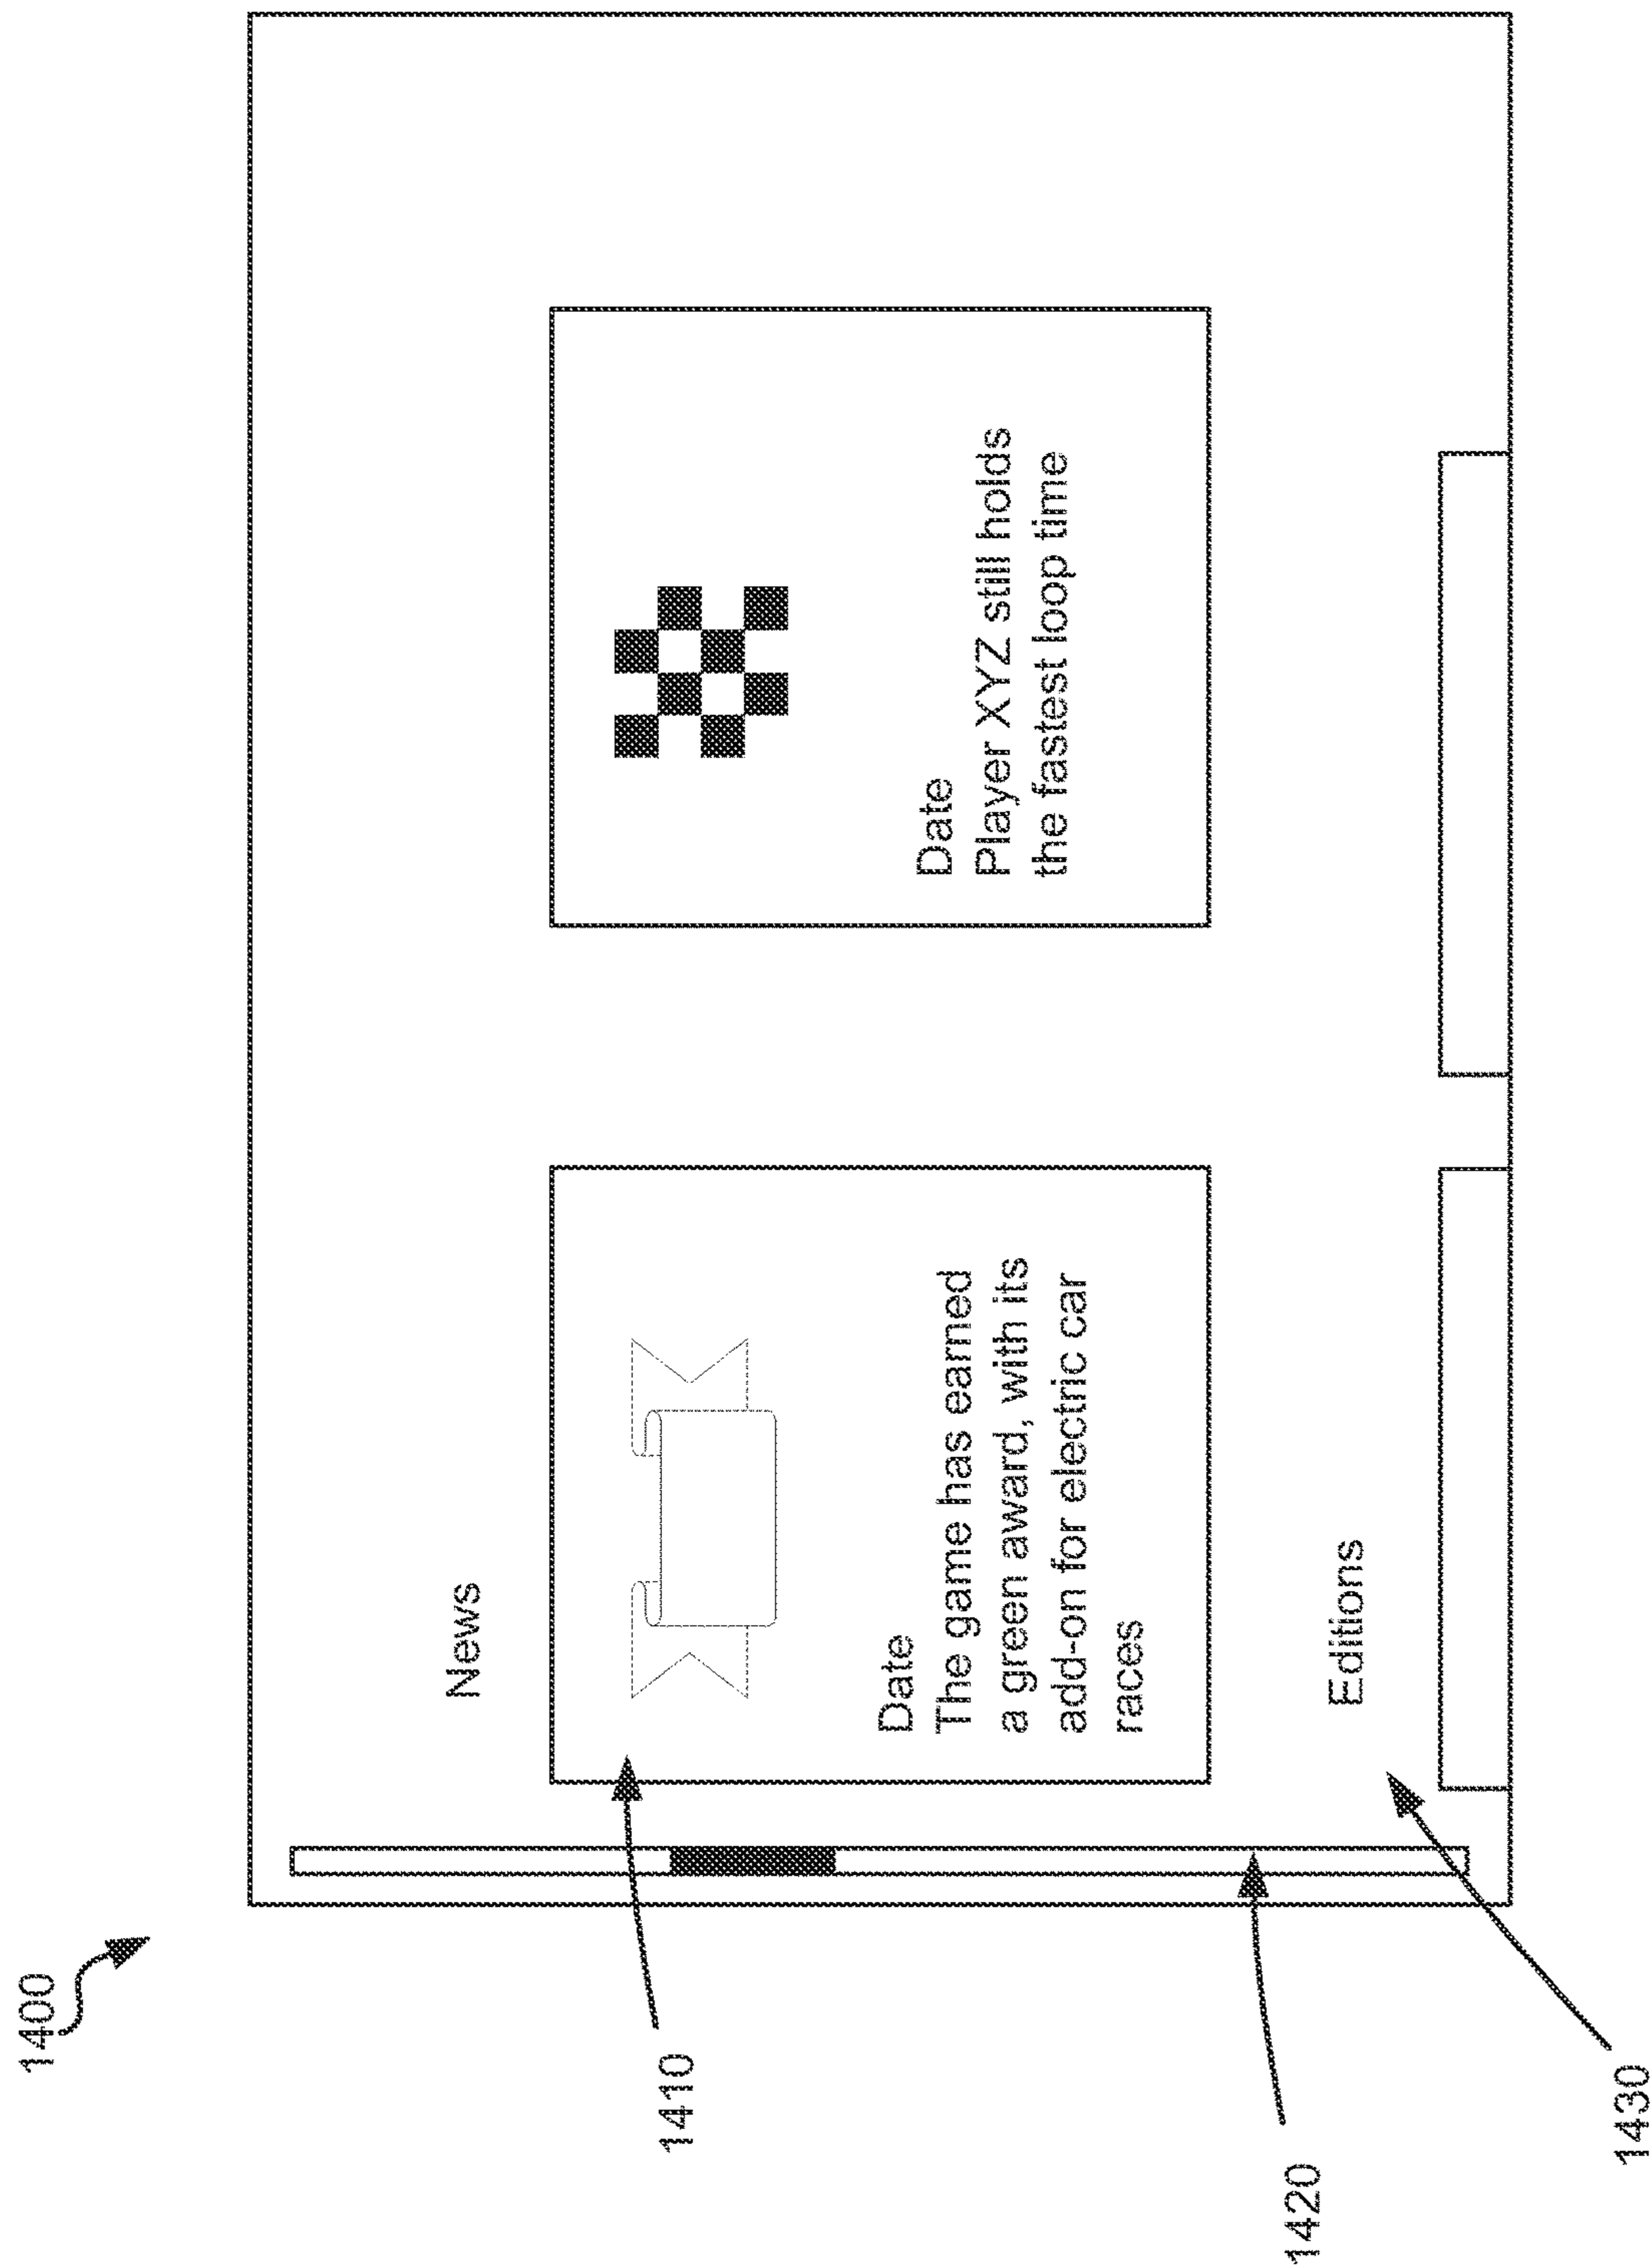 1400
News
1410
Date
The game has earned
a green award, with its
add-on for electric car
races
Date
Player XYZ still holds
the fastest loop time
1420
Editions
1430